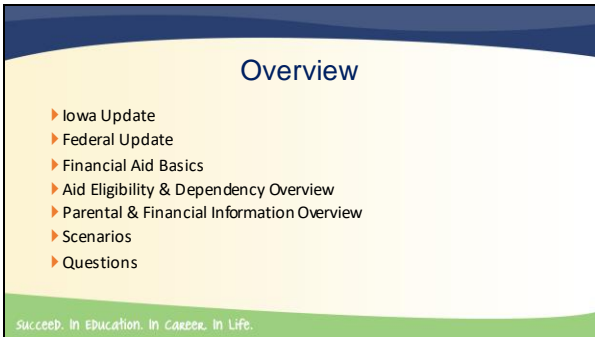 Overview
Iowa Update
Federal Update
Financial Aid Basics
Aid Eligibility & Dependency Overview
Parental & Financial Information Overview
Scenarios
Questions
Succeed. In Education. In Career. In Life.